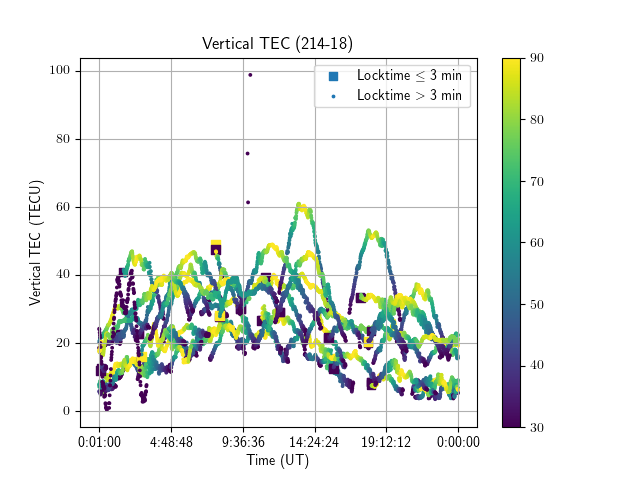 Vertical TEC (214-18)
Locktime ≤ 3 min
Locktime > 3 min
Vertical TEC (TECU)
100
80
60
40
20
0
0:01:00 4:48:48 9:36:36 14:24:24 19:12:12 0:00:00
Time (UT)
90
80
70
60
50
40
30